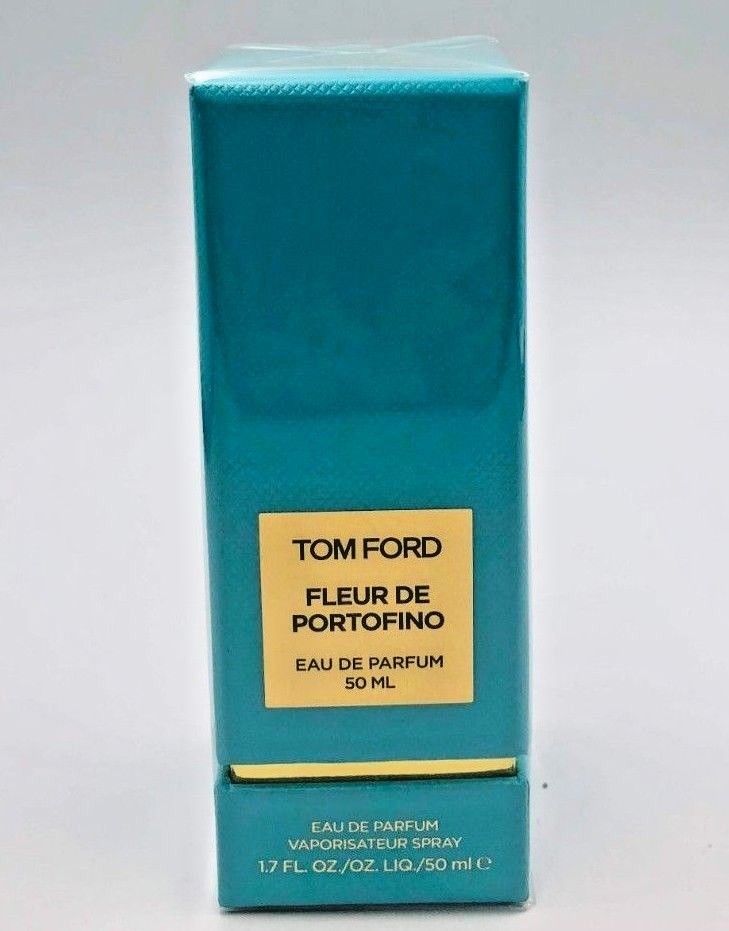 TOM FORD
FLEUR DE
PORTOFINO
EAU DE PARFUM
50 ML
EAU DE PARFUM
VAPORISATEUR SPRAY
1.7 FL. OZ./OZ. LIQ./50 ml ℮